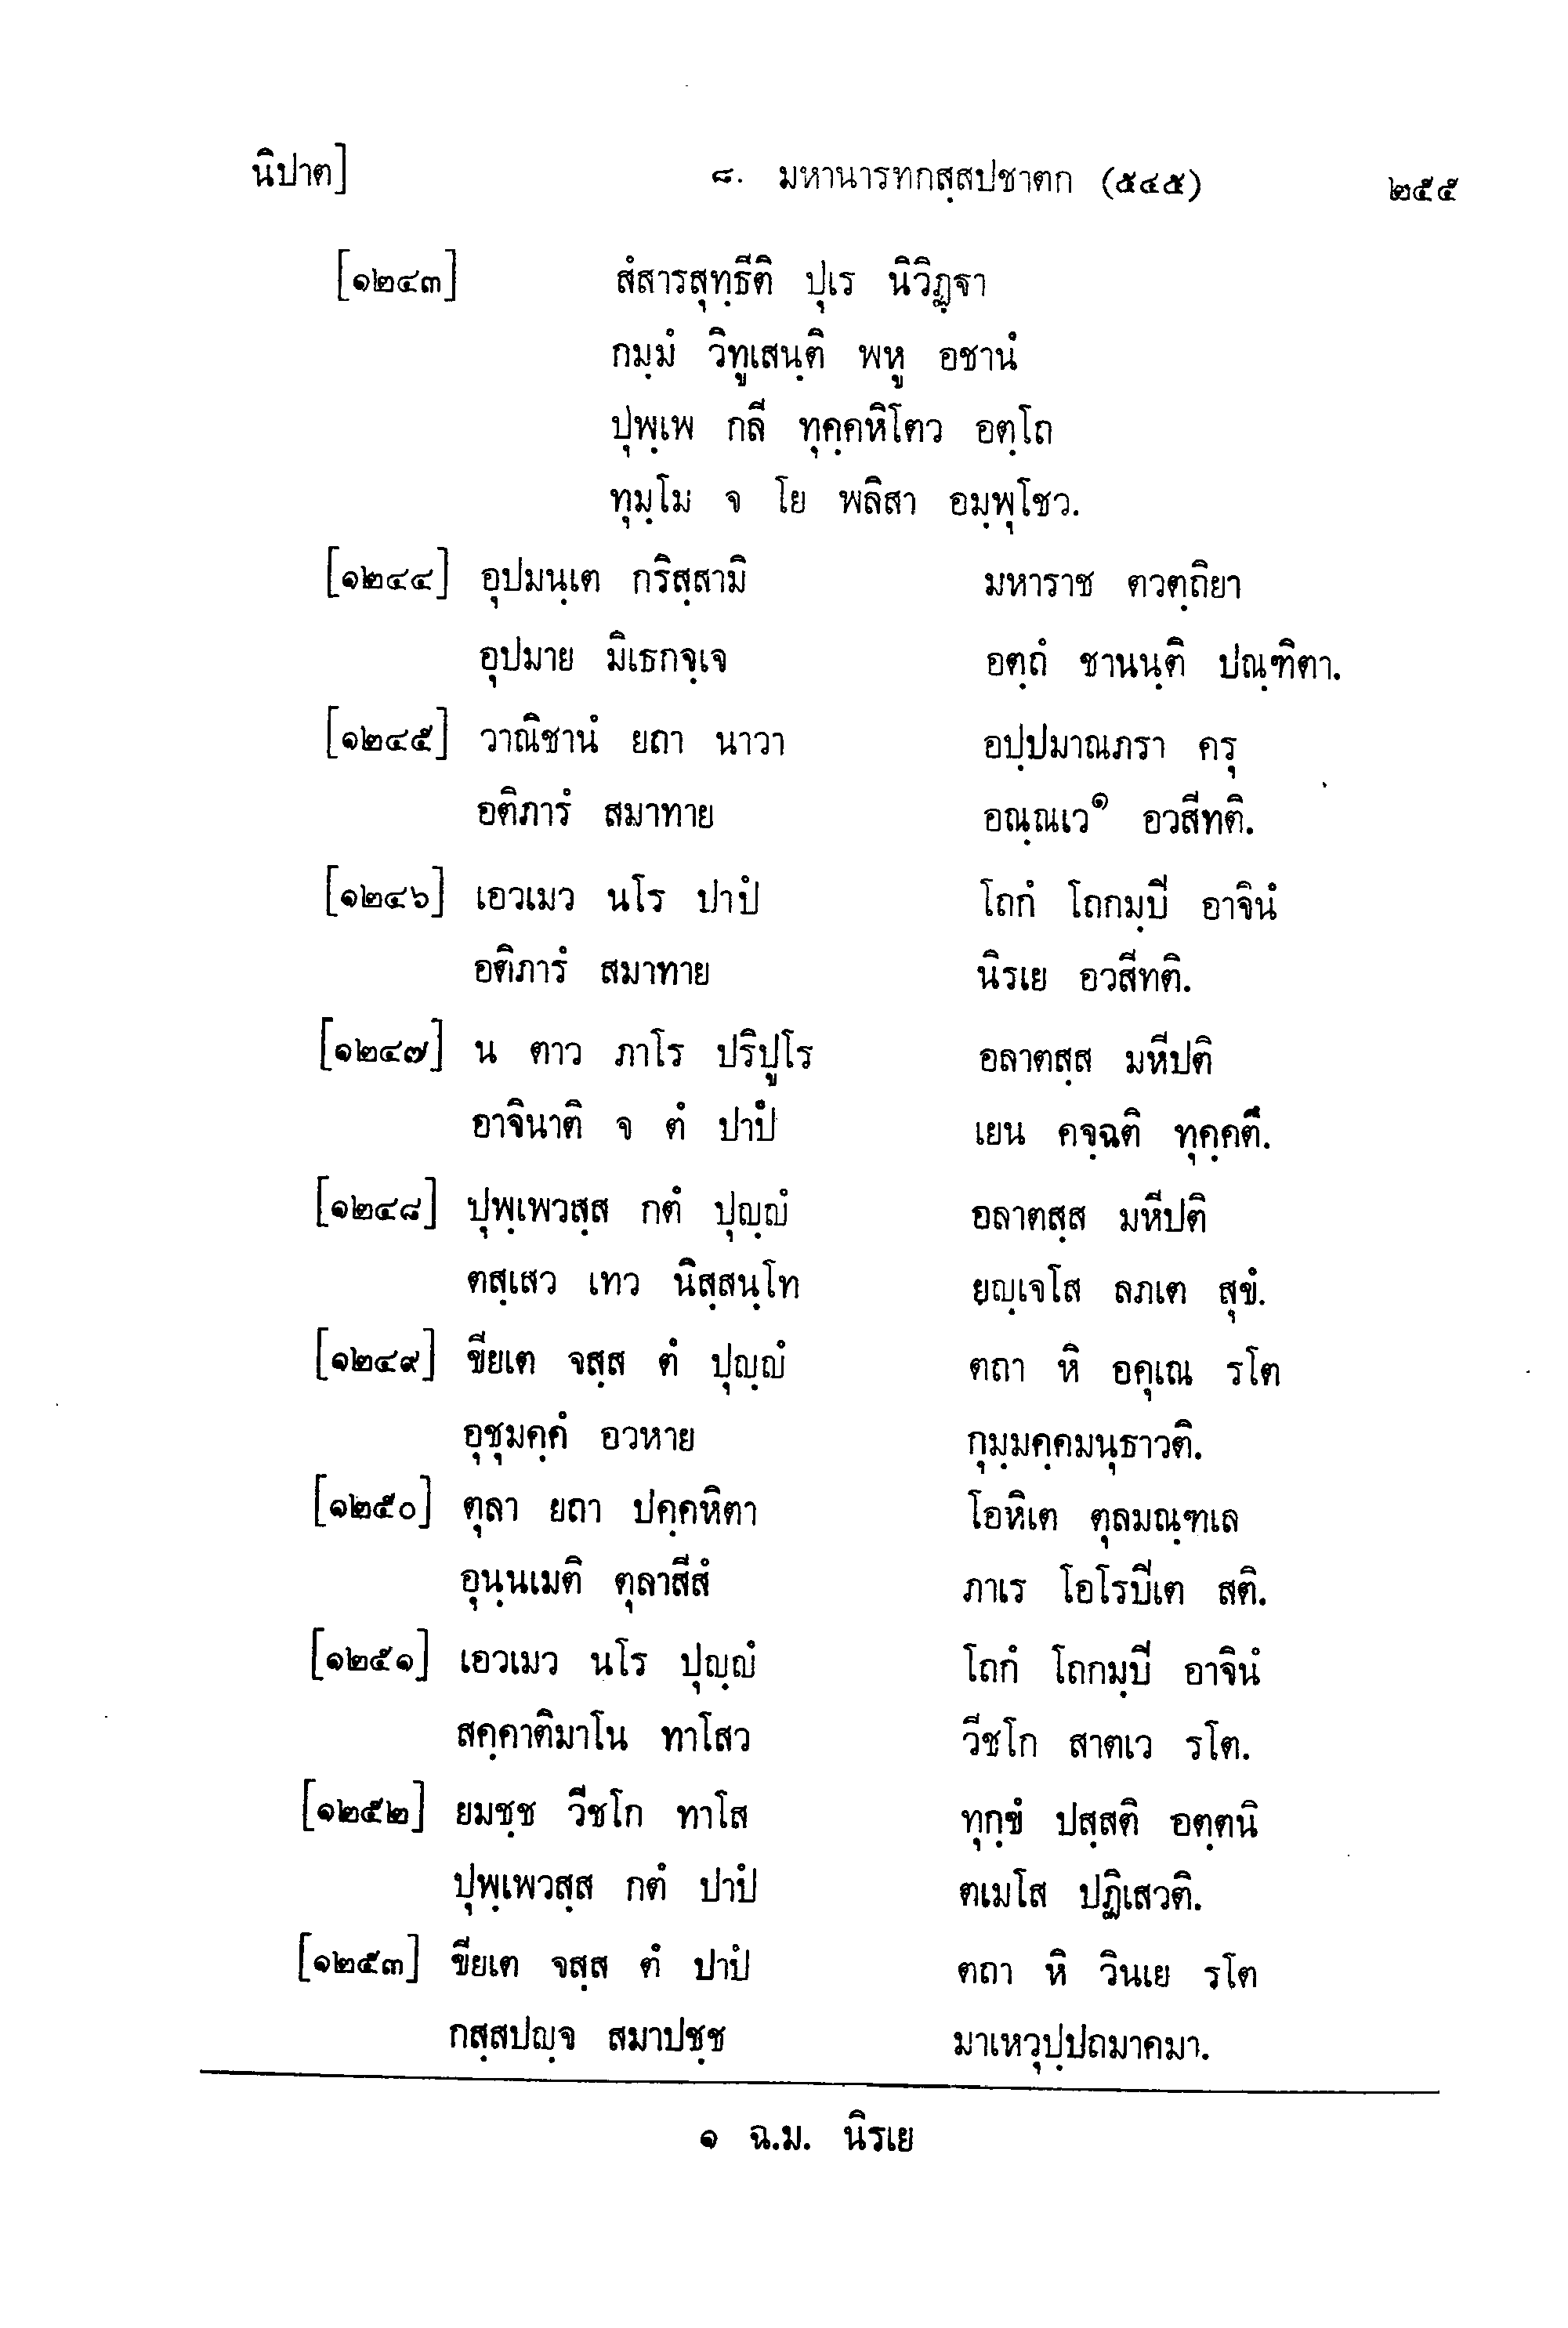 นิปาต] ๘. มหานารทกสฺสปชาตก (๕๔๕) ๒๕๕
[๑๒๔๓] สํสารสุทฺธีติ ปุเร นิวิฏฺฐา
กมฺมํ วิทูเสนฺติ พหู อชานํ
ปุพฺเพ กลี ทุคฺคหิโตว อตฺโถ
ทุมฺโม จ โย พลิสา อมฺพุโชว.
[๑๒๔๔] อุปมนฺเต กริสฺสามิ มหาราช ตวตฺถิยา
อุปมาย มิเธกจฺเจ อตฺถํ ชานนฺติ ปณฺฑิตา.
[๑๒๔๕] วาณิชานํ ยถา นาวา อปฺปมาณภรา ครุ
อติภารํ สมาทาย อณฺณเว๑ อวสีทติ.
[๑๒๔๖] เอวเมว นโร ปาปํ โถกํ โถกมฺปิ อาจินํ
อติภารํ สมาทาย นิรเย อวสีทติ.
[๑๒๔๗] น ตาว ภาโร ปริปูโร อลาตสฺส มหีปติ
อาจินาติ จ ตํ ปาปํ เยน คจฺฉติ ทุคฺคตึ.
[๑๒๔๘] ปุพฺเพวสฺส กตํ ปุญฺญํ อลาตสฺส มหีปติ
ตสฺเสว เทว นิสฺสนฺโท ยญฺเจโส ลภเต สุขํ.
[๑๒๔๙] ขียเต จสฺส ตํ ปุญฺญํ ตถา หิ อคุเณ รโต
อุชุมคฺคํ อวหาย กุมฺมคฺคมนุธาวติ.
[๑๒๕๐] ตุลา ยถา ปคฺคหิตา โอหิเต ตุลมณฺฑเล
อุนฺนเมติ ตุลาสีสํ ภาเร โอโรปิเต สติ.
[๑๒๕๑] เอวเมว นโร ปุญฺญํ โถกํ โถกมฺปิ อาจินํ
สคฺคาติมาโน ทาโสว วีชโก สาตเว รโต.
[๑๒๕๒] ยมชฺช วีชโก ทาโส ทุกฺขํ ปสฺสติ อตฺตนิ
ปุพฺเพวสฺส กตํ ปาปํ ตเมโส ปฏิเสวติ.
[๑๒๕๓] ขียเต จสฺส ตํ ปาปํ ตถา หิ วินเย รโต
กสฺสปญฺจ สมาปชฺช มาเหวุปฺปถมาคมา.
๑ ฉ.ม. นิรเย